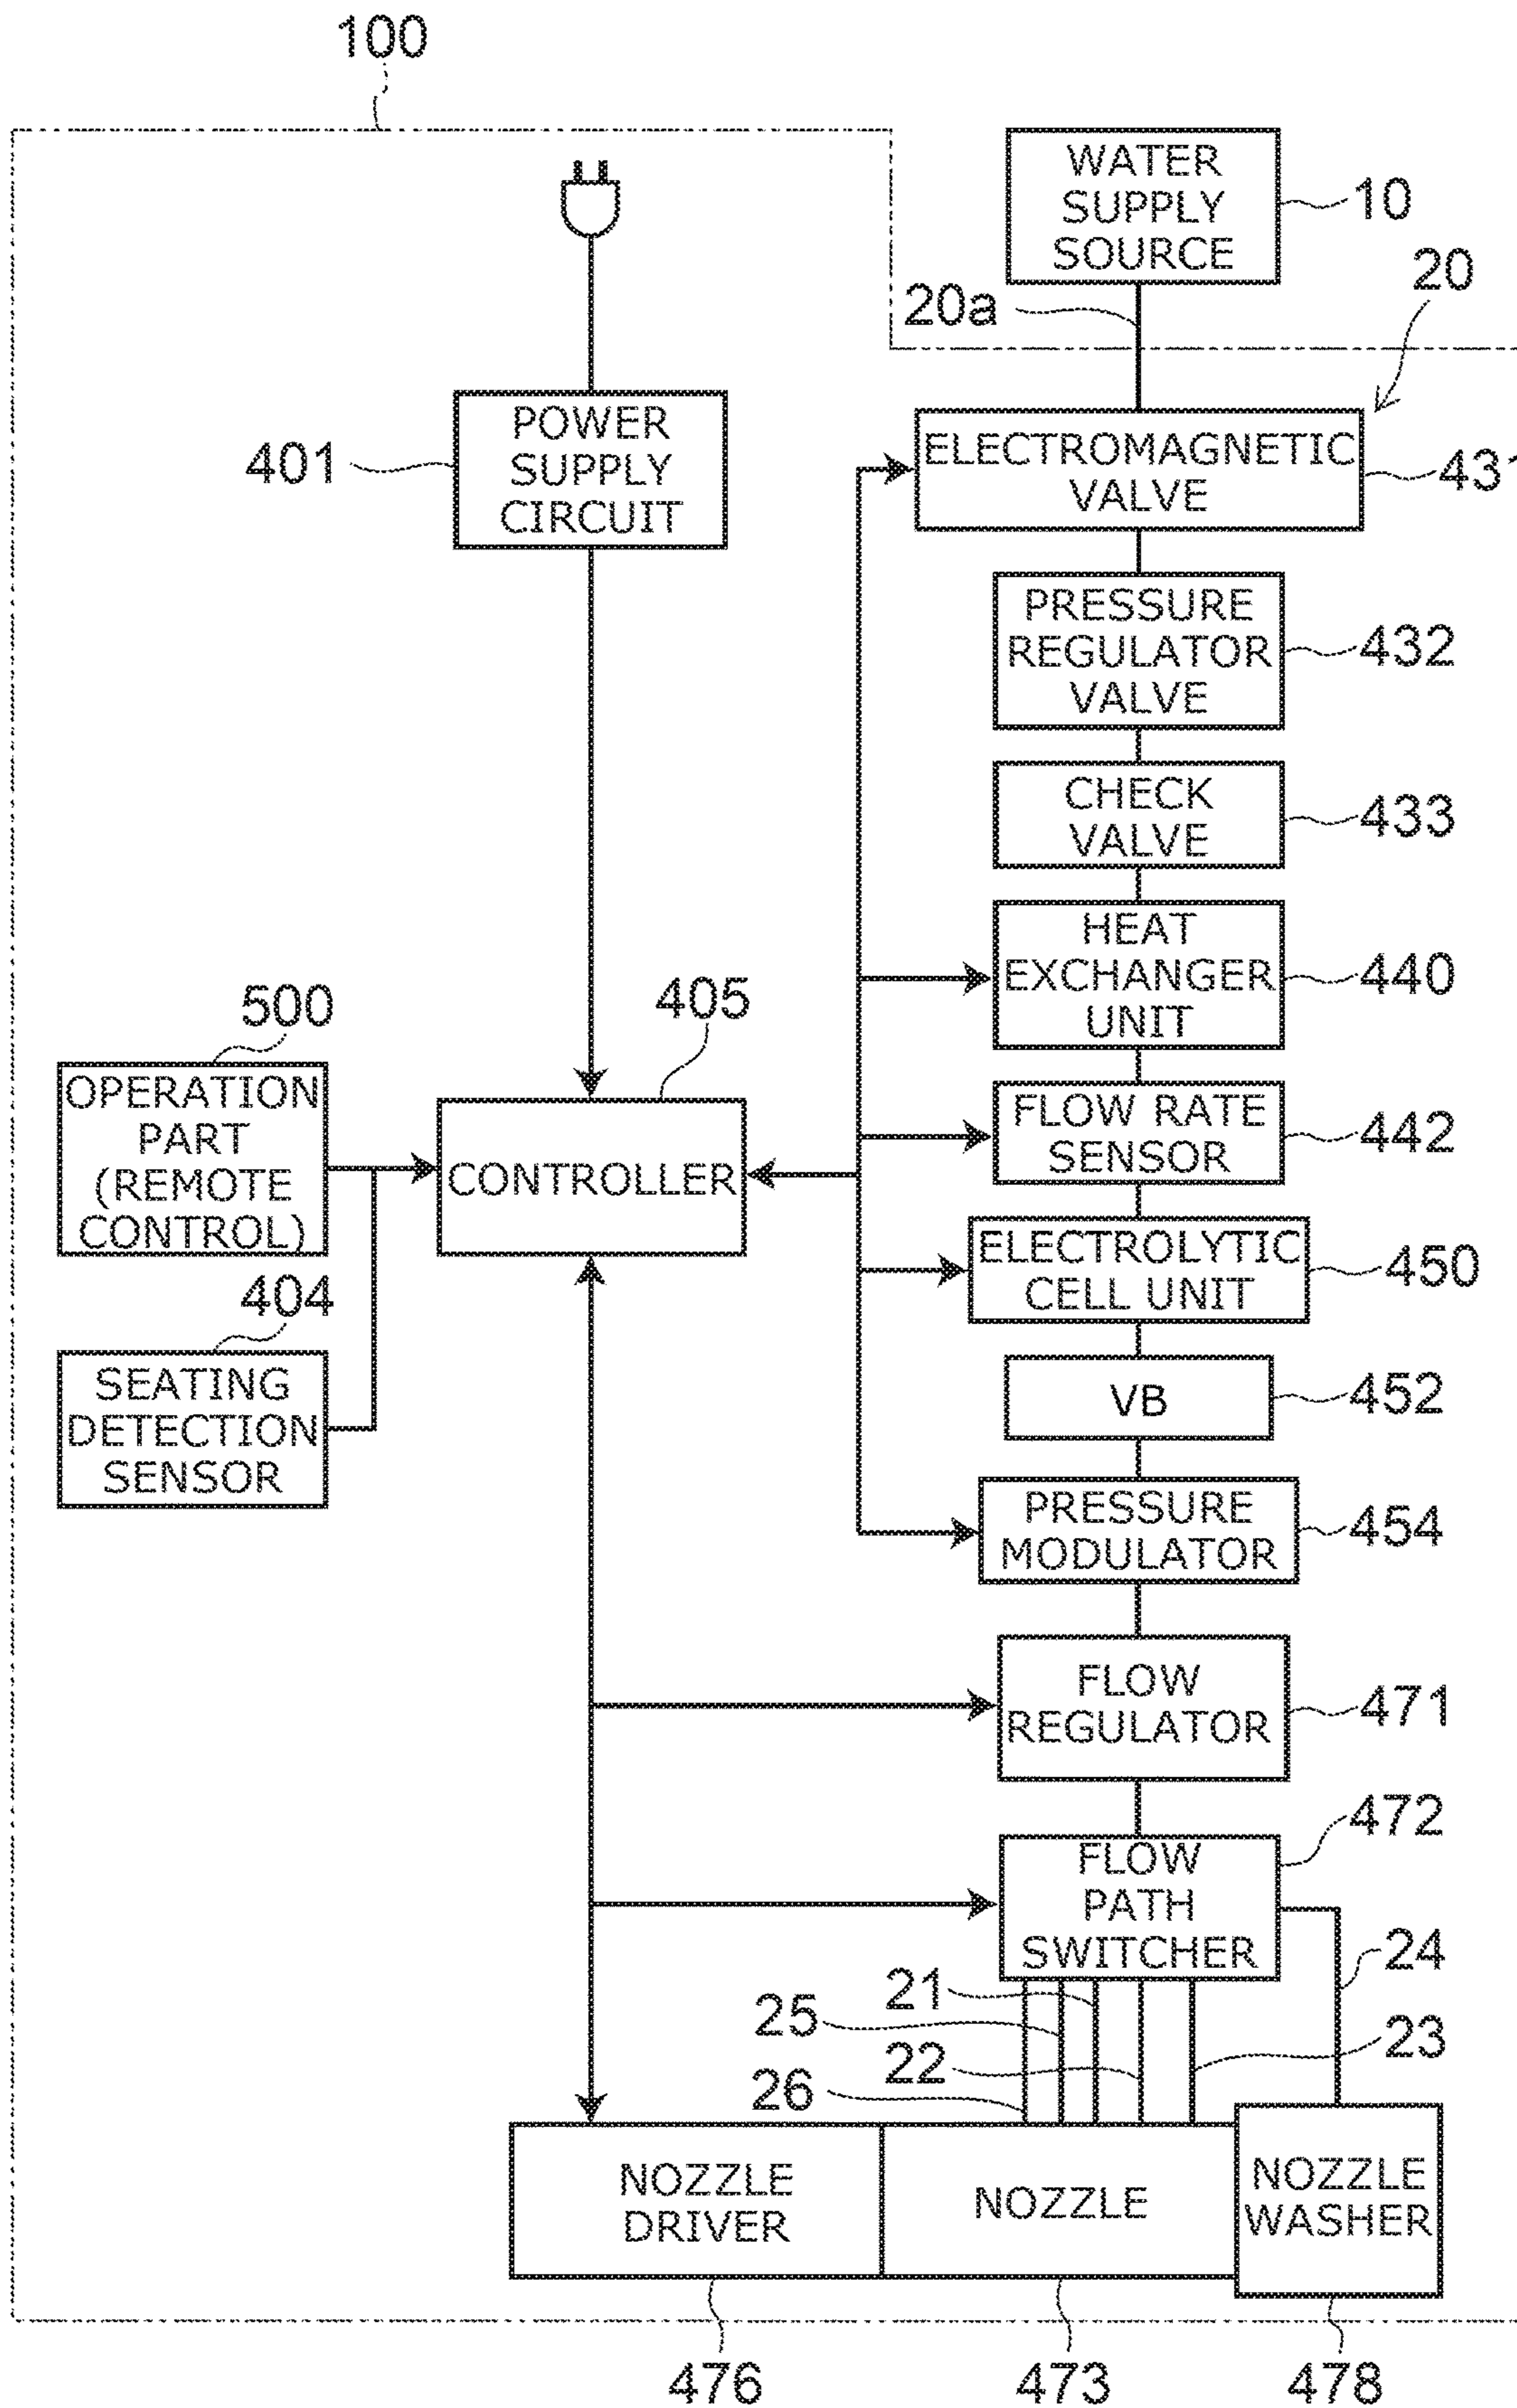 100
WATER
SUPPLY
SOURCE
10
20a
20
POWER
SUPPLY
CIRCUIT
401
ELECTROMAGNETIC
VALVE
431
PRESSURE
REGULATOR
VALVE
432
CHECK
VALVE
433
HEAT
EXCHANGER
UNIT
440
500
OPERATION
PART
(REMOTE
CONTROL)
405
CONTROLLER
FLOW RATE
SENSOR
442
ELECTROLYTIC
CELL UNIT
450
404
SEATING
DETECTION
SENSOR
VB
452
PRESSURE
MODULATOR
454
FLOW
REGULATOR
471
472
FLOW
PATH
SWITCHER
24
21
25
23
22
26
NOZZLE
DRIVER
NOZZLE
NOZZLE
WASHER
476
473
478